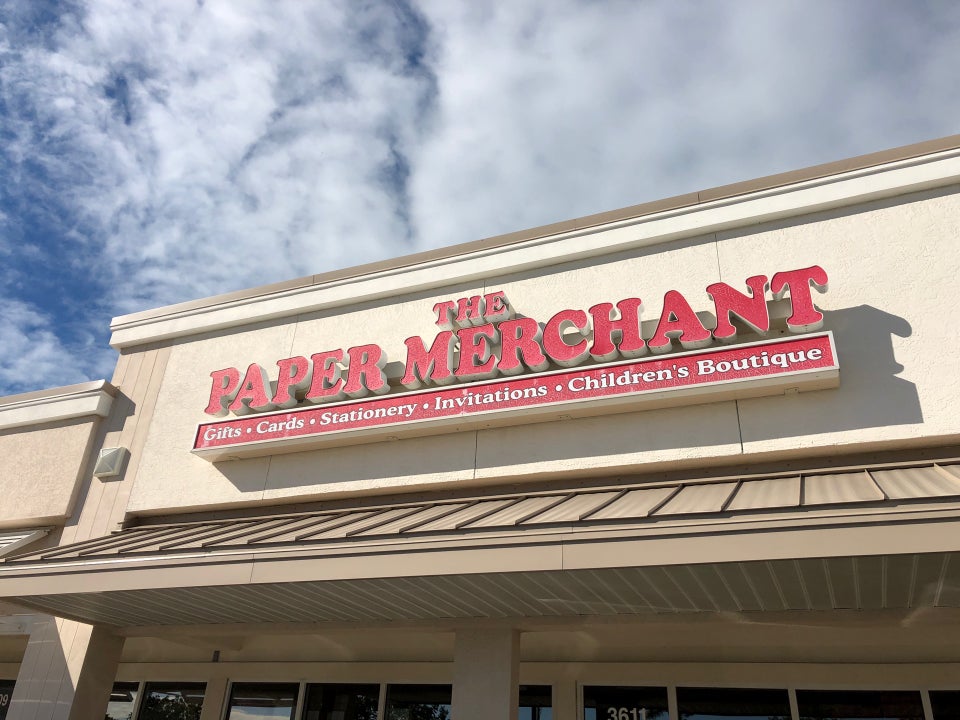 THE
PAPER MERCHANT
Gifts • Cards • Stationery • Invitations • Children's Boutique
3611